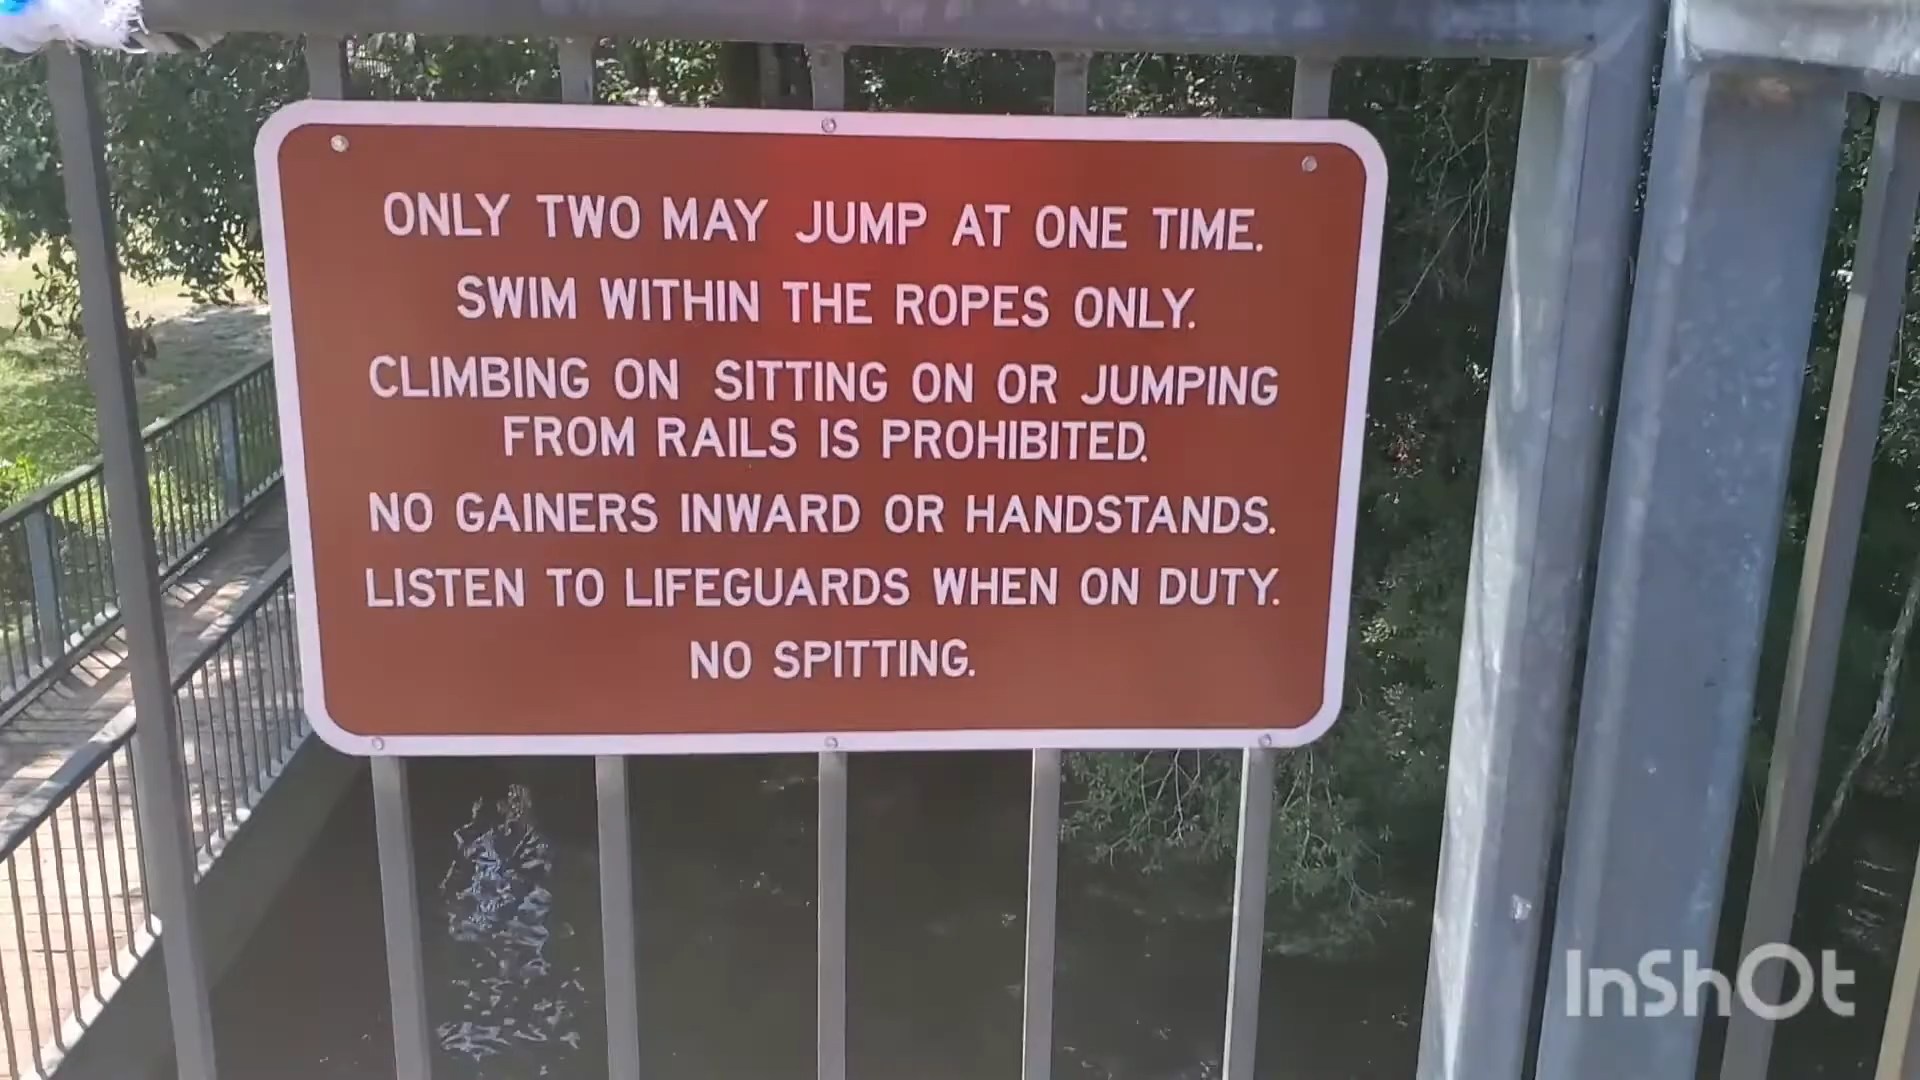 ONLY TWO MAY JUMP AT ONE TIME.
SWIM WITHIN THE ROPES ONLY.
CLIMBING ON SITTING ON OR JUMPING
FROM RAILS IS PROHIBITED.
NO GAINERS INWARD OR HANDSTANDS.
LISTEN TO LIFEGUARDS WHEN ON DUTY.
NO SPITTING.
InShOt